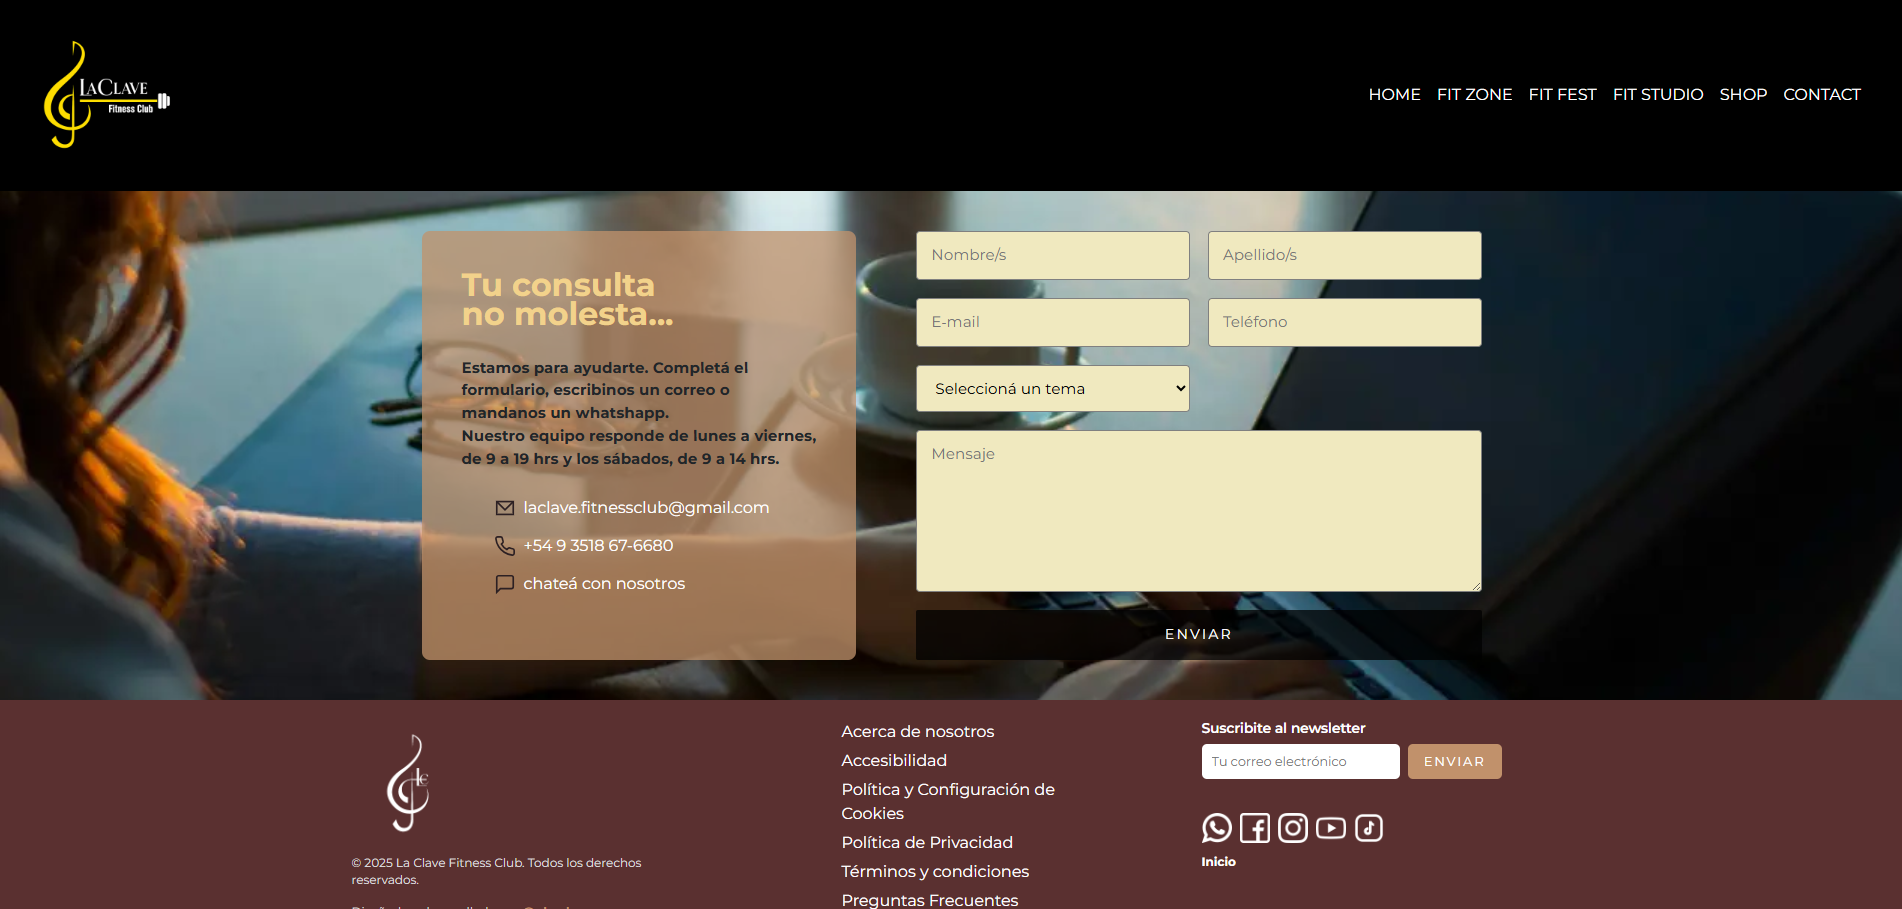 LACLAVE
Fitness Club
HOME FIT ZONE FIT FEST FIT STUDIO SHOP CONTACT
Tu consulta
no molesta...
Estamos para ayudarte. Completá el
formulario, escribinos un correo o
mandanos un whatshapp.
Nuestro equipo responde de lunes a viernes,
de 9 a 19 hrs y los sábados, de 9 a 14 hrs.
laclave.fitnessclub@gmail.com
+54 9 3518 67-6680
chateá con nosotros
Nombre/s
Apellido/s
E-mail
Teléfono
Seleccioná un tema
Mensaje
ENVIAR
© 2025 La Clave Fitness Club. Todos los derechos
reservados.
Acerca de nosotros
Accesibilidad
Política y Configuración de
Cookies
Política de Privacidad
Términos y condiciones
Preguntas Frecuentes
Suscribite al newsletter
Tu correo electrónico
ENVIAR
Inicio